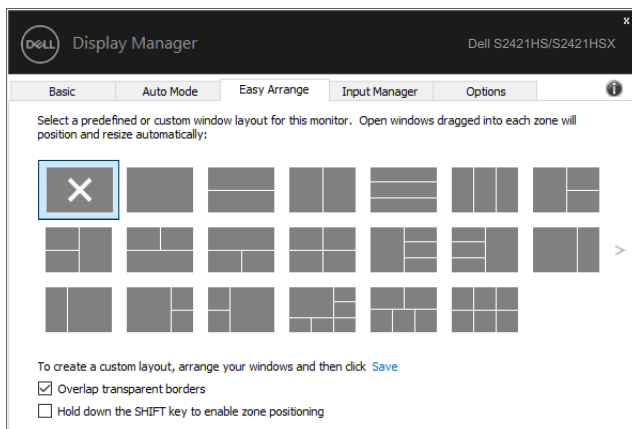 x
DELL Display Manager Dell S2421HS/S2421HSX
Basic Auto Mode Easy Arrange Input Manager Options
Select a predefined or custom window layout for this monitor. Open windows dragged into each zone will
position and resize automatically:
To create a custom layout, arrange your windows and then click Save
Overlap transparent borders
Hold down the SHIFT key to enable zone positioning